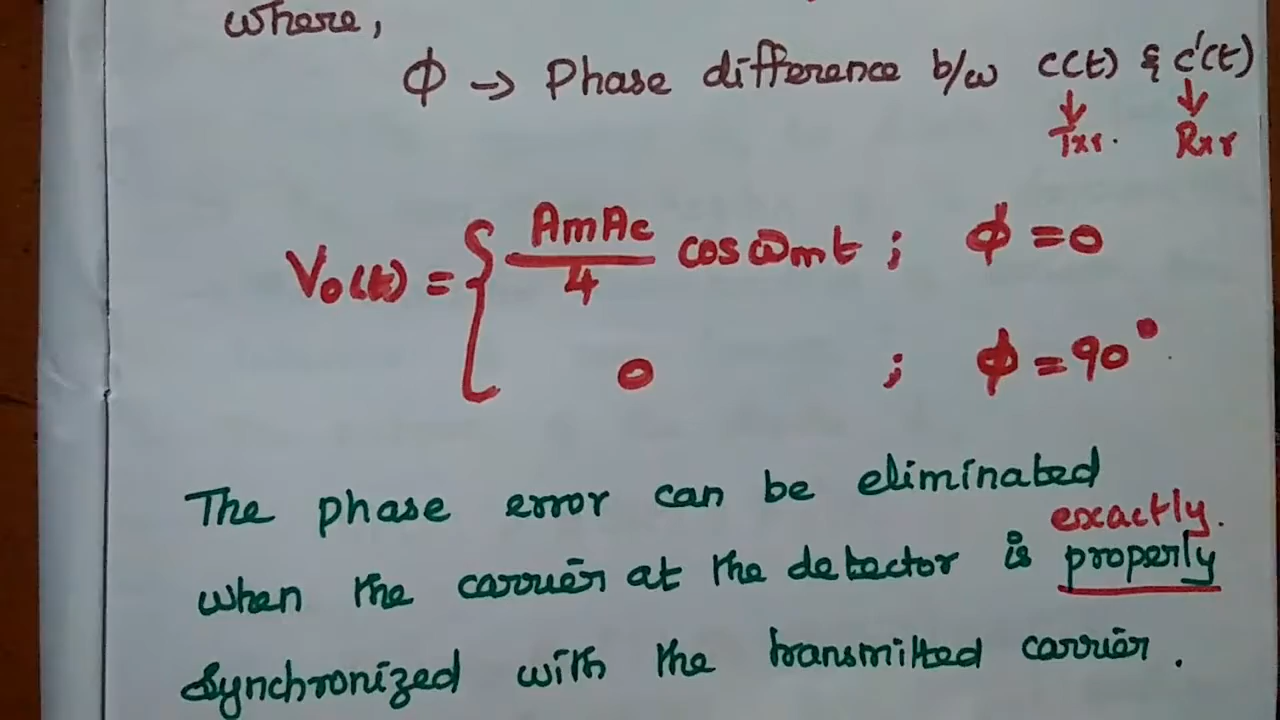 where,
ϕ → Phase difference b/w c(t) & c'(t)
↓ ↓
Txr. Rxr
Vo(t) = { AmAc/4 cos ωmt ; ϕ = 0
0 ; ϕ = 90°
The phase error can be eliminated
exactly.
when the carrier at the detector is properly
Synchronized with the transmitted carrier.